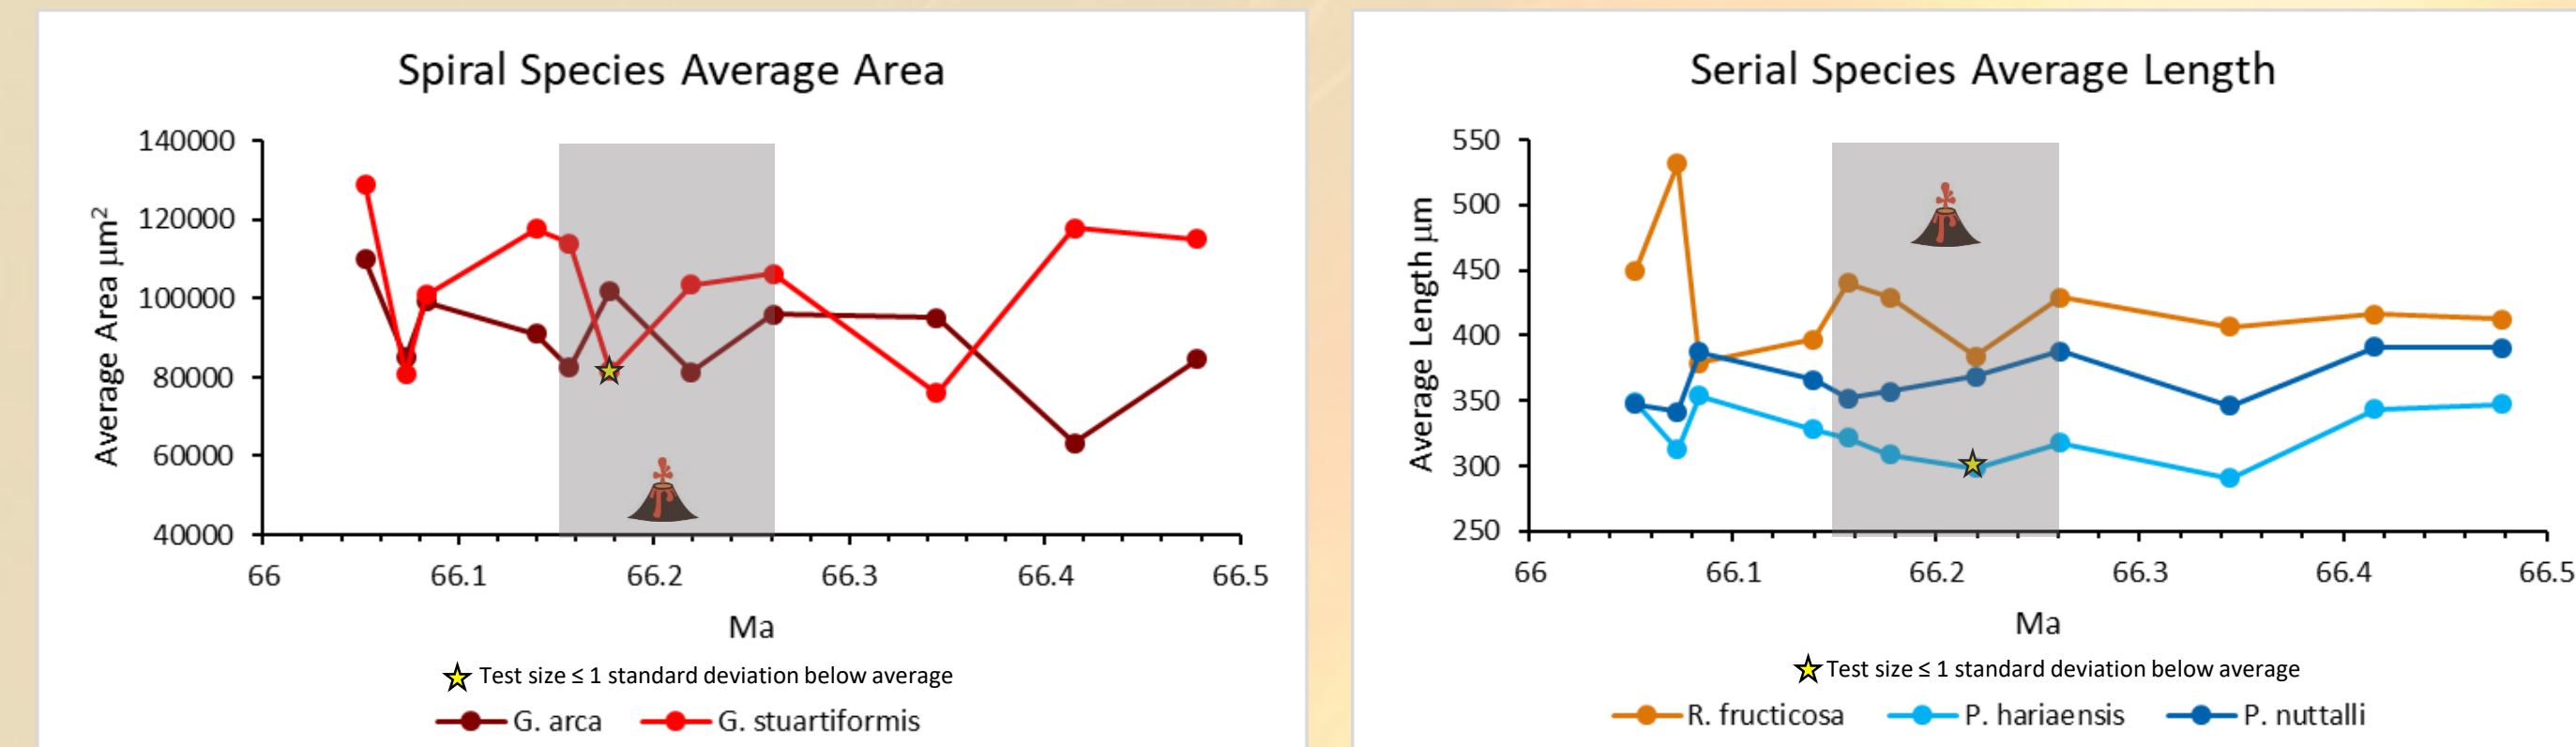 Spiral Species Average Area
140000
120000
100000
80000
60000
40000
Average Area µm²
66 66.1 66.2 66.3 66.4 66.5
Ma
Test size ≤ 1 standard deviation below average
G. arca G. stuartiformis
Serial Species Average Length
550
500
450
400
350
300
250
Average Length µm
66 66.1 66.2 66.3 66.4 66.5
Ma
Test size ≤ 1 standard deviation below average
R. fructicosa P. hariaensis P. nuttalli